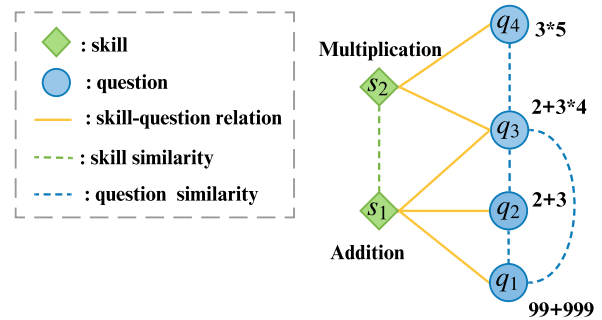 : skill
: question
: skill-question relation
: skill similarity
: question similarity
Multiplication
s2
s1
Addition
q4
3*5
q3
2+3*4
q2
2+3
q1
99+999